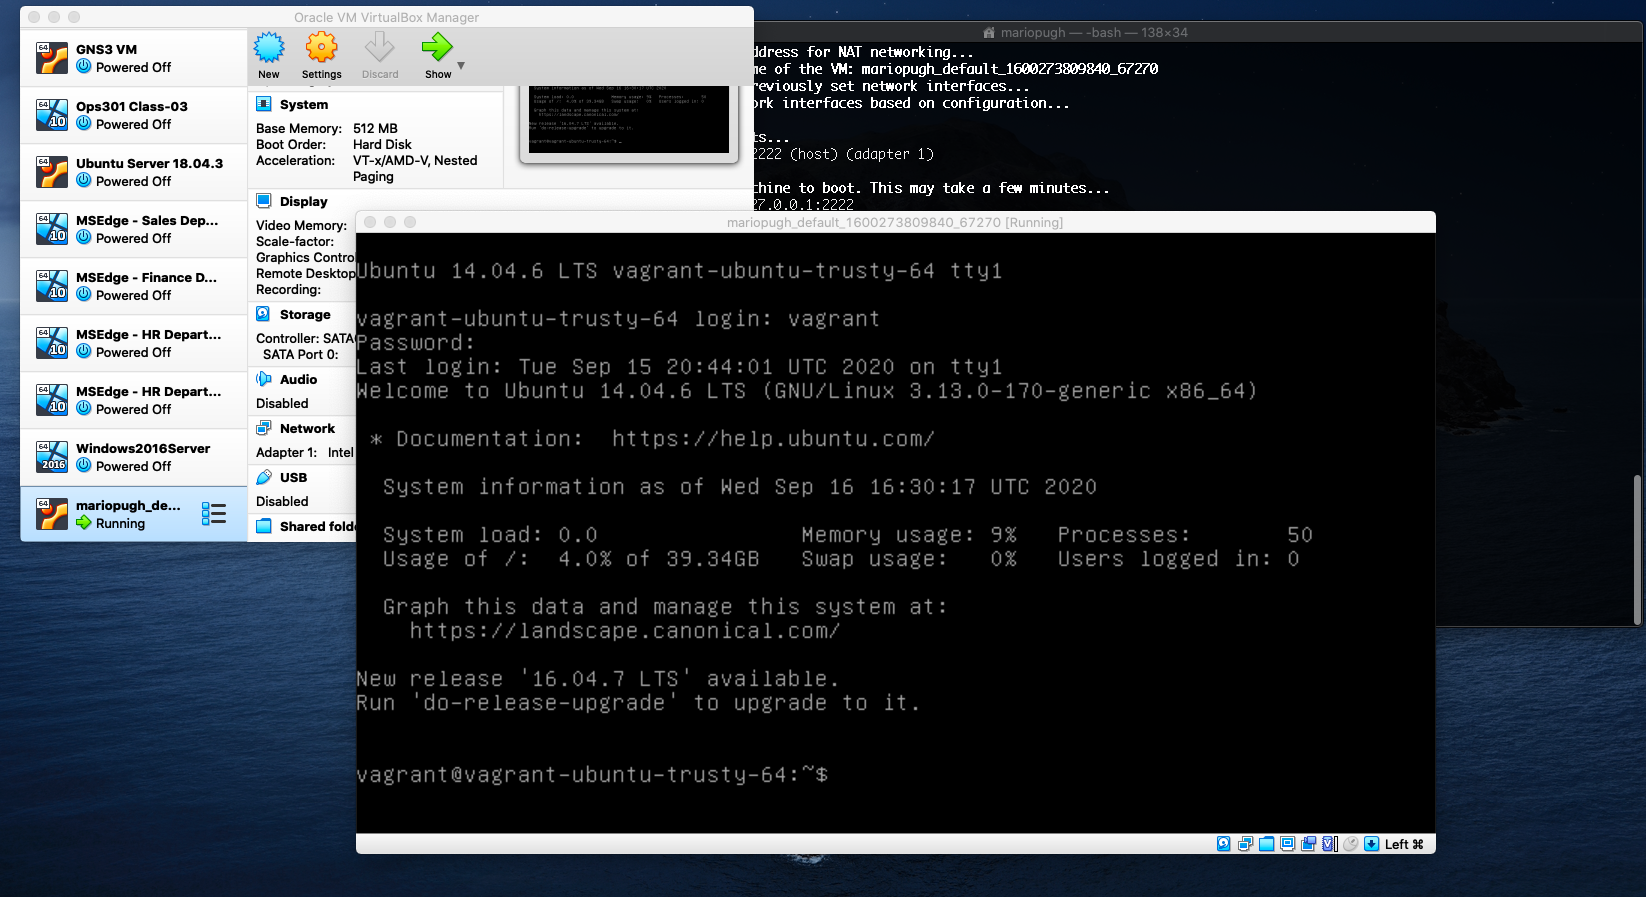 Oracle VM VirtualBox Manager
GNS3 VM
Powered Off
Ops301 Class-03
Powered Off
Ubuntu Server 18.04.3
Powered Off
MSEdge - Sales Dep...
Powered Off
MSEdge - Finance D...
Powered Off
MSEdge - HR Depart...
Powered Off
MSEdge - HR Depart...
Powered Off
Windows2016Server
Powered Off
mariopugh_de...
Running
New
Settings
Discard
Show
System
Base Memory: 512 MB
Boot Order: Hard Disk
Acceleration: VT-x/AMD-V, Nested
Paging
Display
Video Memory:
Scale-factor:
Graphics Contro
Remote Desktop
Recording:
Storage
Controller: SATA
SATA Port 0:
Audio
Disabled
Network
Adapter 1: Intel
USB
Disabled
Shared folde
mariopugh — -bash — 138×34
ddress for NAT networking...
me of the VM: mariopugh_default_1600273809840_67270
reviously set network interfaces...
rk interfaces based on configuration...
ts...
2222 (host) (adapter 1)
chine to boot. This may take a few minutes...
27.0.0.1:2222
mariopugh_default_1600273809840_67270 [Running]
Ubuntu 14.04.6 LTS vagrant-ubuntu-trusty-64 tty1
vagrant-ubuntu-trusty-64 login: vagrant
Password:
Last login: Tue Sep 15 20:44:01 UTC 2020 on tty1
Welcome to Ubuntu 14.04.6 LTS (GNU/Linux 3.13.0-170-generic x86_64)
* Documentation: https://help.ubuntu.com/
System information as of Wed Sep 16 16:30:17 UTC 2020
System load: 0.0 Memory usage: 9% Processes: 50
Usage of /: 4.0% of 39.34GB Swap usage: 0% Users logged in: 0
Graph this data and manage this system at:
https://landscape.canonical.com/
New release '16.04.7 LTS' available.
Run 'do-release-upgrade' to upgrade to it.
vagrant@vagrant-ubuntu-trusty-64:~$
Left ⌘